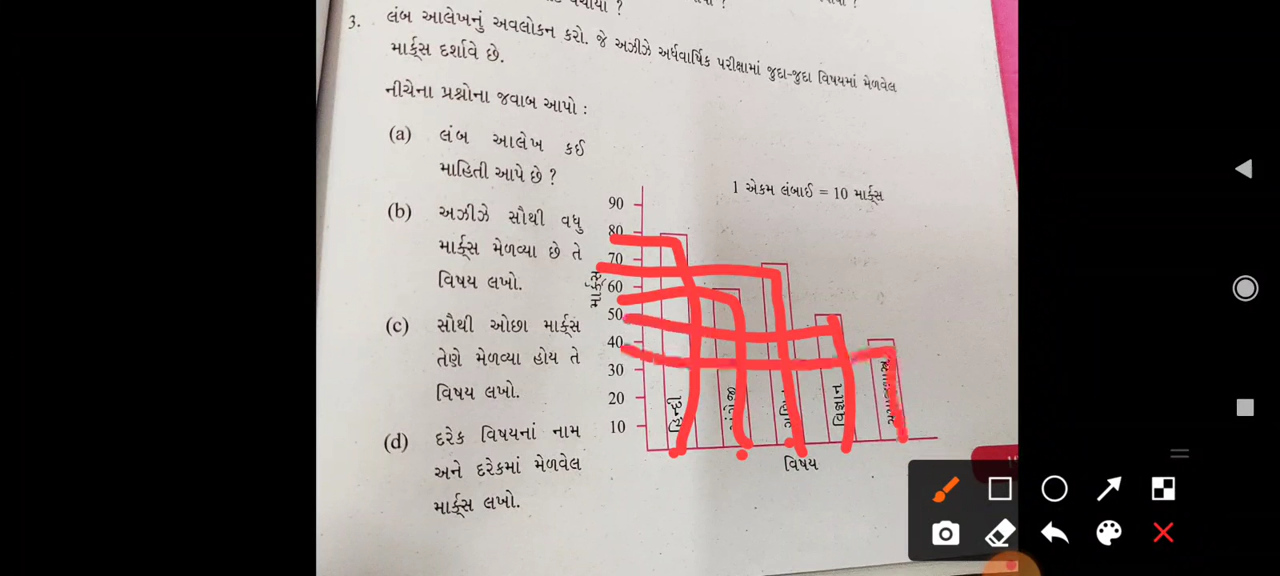 3. લંબ આલેખનું અવલોકન કરો. જે અઝીઝે અર્ધવાર્ષિક પરીક્ષામાં જુદા-જુદા વિષયમાં મેળવેલ
માર્ક્સ દર્શાવે છે.
નીચેના પ્રશ્નોના જવાબ આપો :
(a) લંબ આલેખ કઈ
માહિતી આપે છે ?
(b) અઝીઝે સૌથી વધુ
માર્ક્સ મેળવ્યા છે તે
વિષય લખો.
(c) સૌથી ઓછા માર્ક્સ
તેણે મેળવ્યા હોય તે
વિષય લખો.
(d) દરેક વિષયનાં નામ
અને દરેકમાં મેળવેલ
માર્ક્સ લખો.
1 એકમ લંબાઈ = 10 માર્ક્સ
90
80
70
60
50
40
30
20
10
વિજ્ઞાન
વિષય